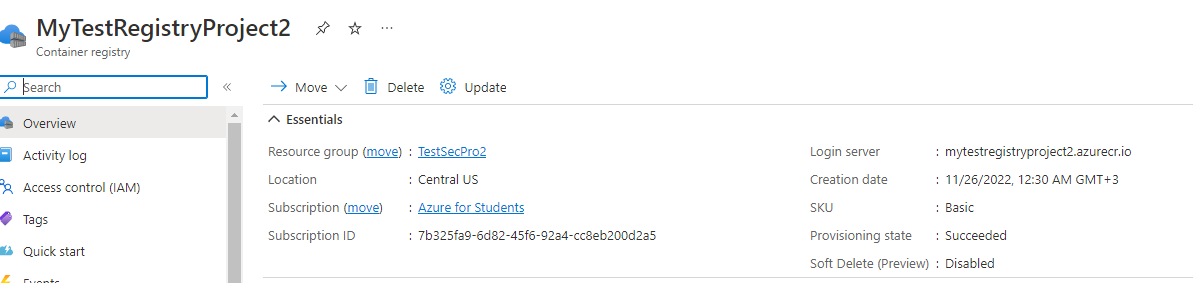 MyTestRegistryProject2
Container registry
Search
Overview
Activity log
Access control (IAM)
Tags
Quick start
Events
Move
Delete
Update
Essentials
Resource group (move) : TestSecPro2
Location : Central US
Subscription (move) : Azure for Students
Subscription ID : 7b325fa9-6d82-45f6-92a4-cc8eb200d2a5
Login server : mytestregistryproject2.azurecr.io
Creation date : 11/26/2022, 12:30 AM GMT+3
SKU : Basic
Provisioning state : Succeeded
Soft Delete (Preview) : Disabled